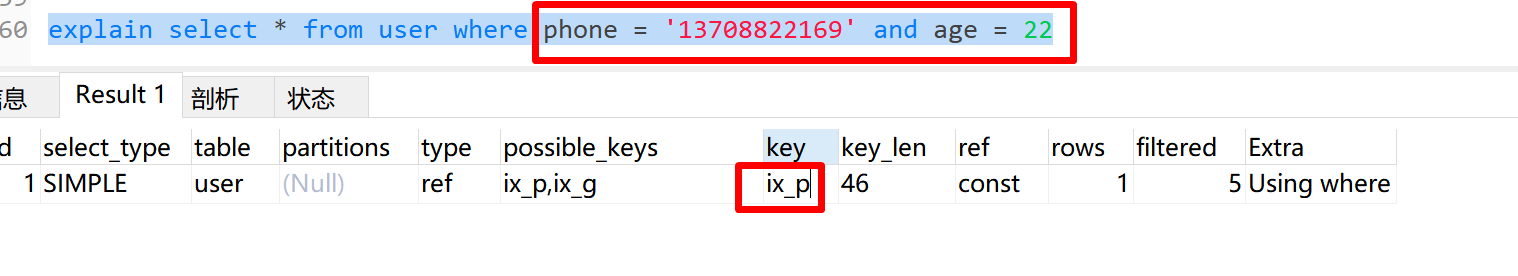 60 explain select * from user where phone = '13708822169' and age = 22
信息 Result 1 剖析 状态
d select_type table partitions type possible_keys key key_len ref rows filtered Extra
1 SIMPLE user (Null) ref ix_p,ix_g ix_p 46 const 1 5 Using where